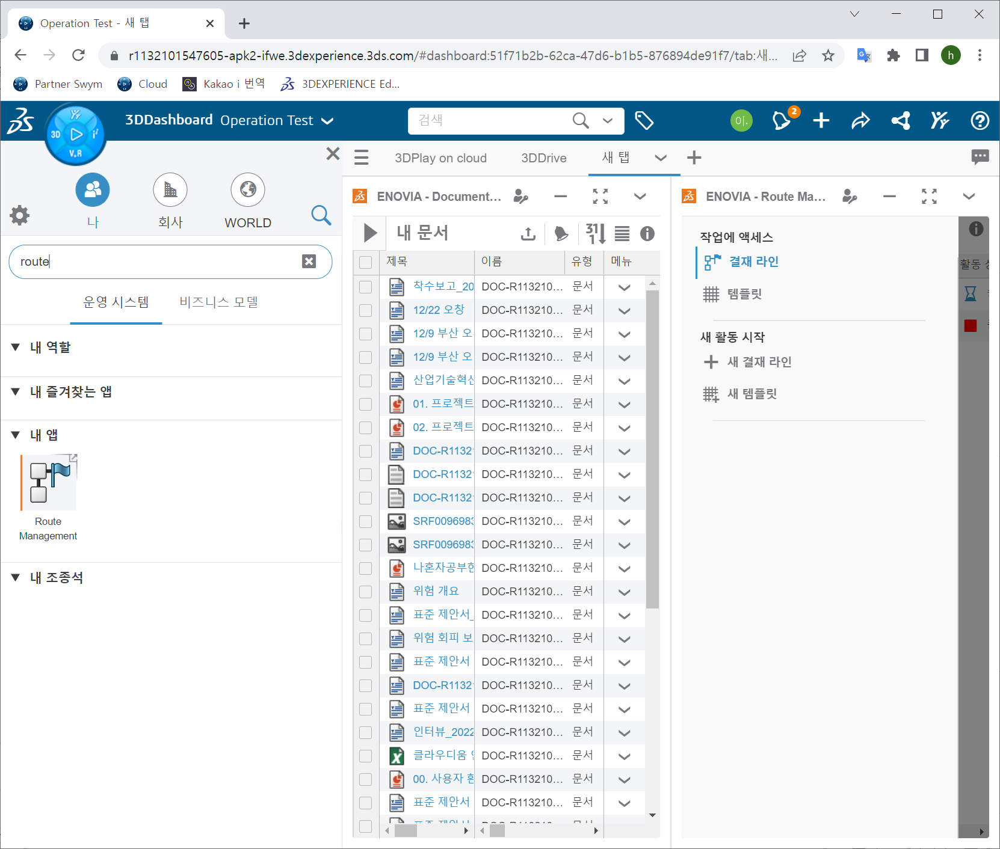 Operation Test - 새 탭
r1132101547605-apk2-ifwe.3dexperience.3ds.com/#dashboard:51f71b2b-62ca-47d6-b1b5-876894de91f7/tab:새...
h
Partner Swym
Cloud
Kakao i 번역
3DEXPERIENCE Ed...
3DDashboard Operation Test
검색
이.
2
3D
V.R
3DPlay on cloud
3DDrive
새 탭
나
회사
WORLD
route
운영 시스템
비즈니스 모델
내 역할
내 즐겨찾는 앱
내 앱
Route
Management
내 조종석
ENOVIA - Document...
내 문서
제목 이름 유형 메뉴
착수보고_20 DOC-R113210... 문서
12/22 오창 DOC-R113210... 문서
12/9 부산 오 DOC-R113210... 문서
12/9 부산 오 DOC-R113210... 문서
산업기술혁신 DOC-R113210... 문서
01. 프로젝트 DOC-R113210... 문서
02. 프로젝트 DOC-R113210... 문서
DOC-R1132 DOC-R113210... 문서
DOC-R1132 DOC-R113210... 문서
DOC-R1132 DOC-R113210... 문서
SRF0096983 DOC-R113210... 문서
SRF0096983 DOC-R113210... 문서
나혼자공부한 DOC-R113210... 문서
위험 개요 DOC-R113210... 문서
표준 제안서_ DOC-R113210... 문서
위험 회피 보 DOC-R113210... 문서
표준 제안서 DOC-R113210... 문서
DOC-R1132 DOC-R113210... 문서
표준 제안서 DOC-R113210... 문서
인터뷰_2022 DOC-R113210... 문서
클라우디움 DOC-R113210... 문서
00. 사용자 환 DOC-R113210... 문서
표준 제안서 DOC-R113210... 문서
ENOVIA - Route Ma...
작업에 액세스
결재 라인
템플릿
새 활동 시작
새 결재 라인
새 템플릿
활동